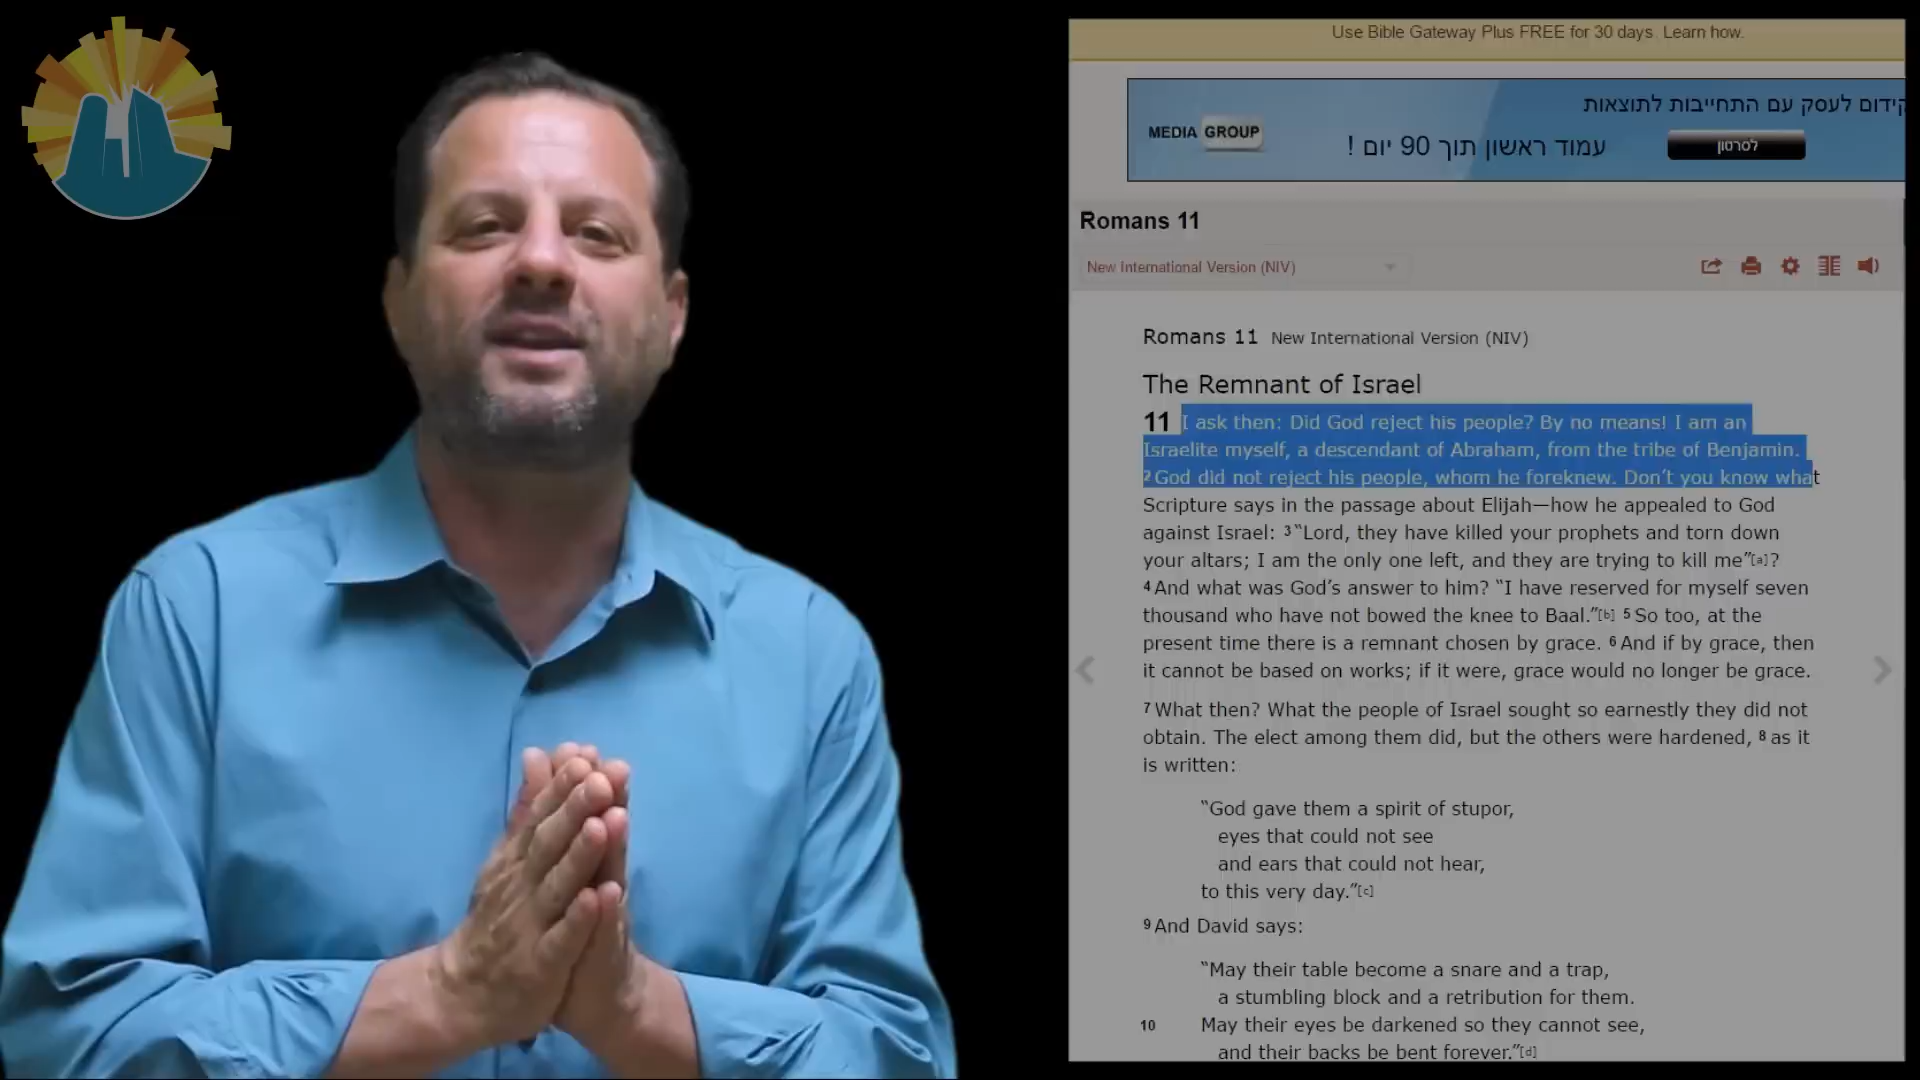 Use Bible Gateway Plus FREE for 30 days. Learn how.
קידום לעסק עם התחייבות לתוצאות
MEDIA GROUP
עמוד ראשון תוך 90 יום !
לסרטון
Romans 11
New International Version (NIV)
Romans 11 New International Version (NIV)
The Remnant of Israel
11 I ask then: Did God reject his people? By no means! I am an
Israelite myself, a descendant of Abraham, from the tribe of Benjamin.
2 God did not reject his people, whom he foreknew. Don’t you know what
Scripture says in the passage about Elijah—how he appealed to God
against Israel: 3 “Lord, they have killed your prophets and torn down
your altars; I am the only one left, and they are trying to kill me”[a]?
4 And what was God’s answer to him? “I have reserved for myself seven
thousand who have not bowed the knee to Baal.”[b] 5 So too, at the
present time there is a remnant chosen by grace. 6 And if by grace, then
it cannot be based on works; if it were, grace would no longer be grace.
7 What then? What the people of Israel sought so earnestly they did not
obtain. The elect among them did, but the others were hardened, 8 as it
is written:
“God gave them a spirit of stupor,
eyes that could not see
and ears that could not hear,
to this very day.”[c]
9 And David says:
“May their table become a snare and a trap,
a stumbling block and a retribution for them.
10 May their eyes be darkened so they cannot see,
and their backs be bent forever.”[d]